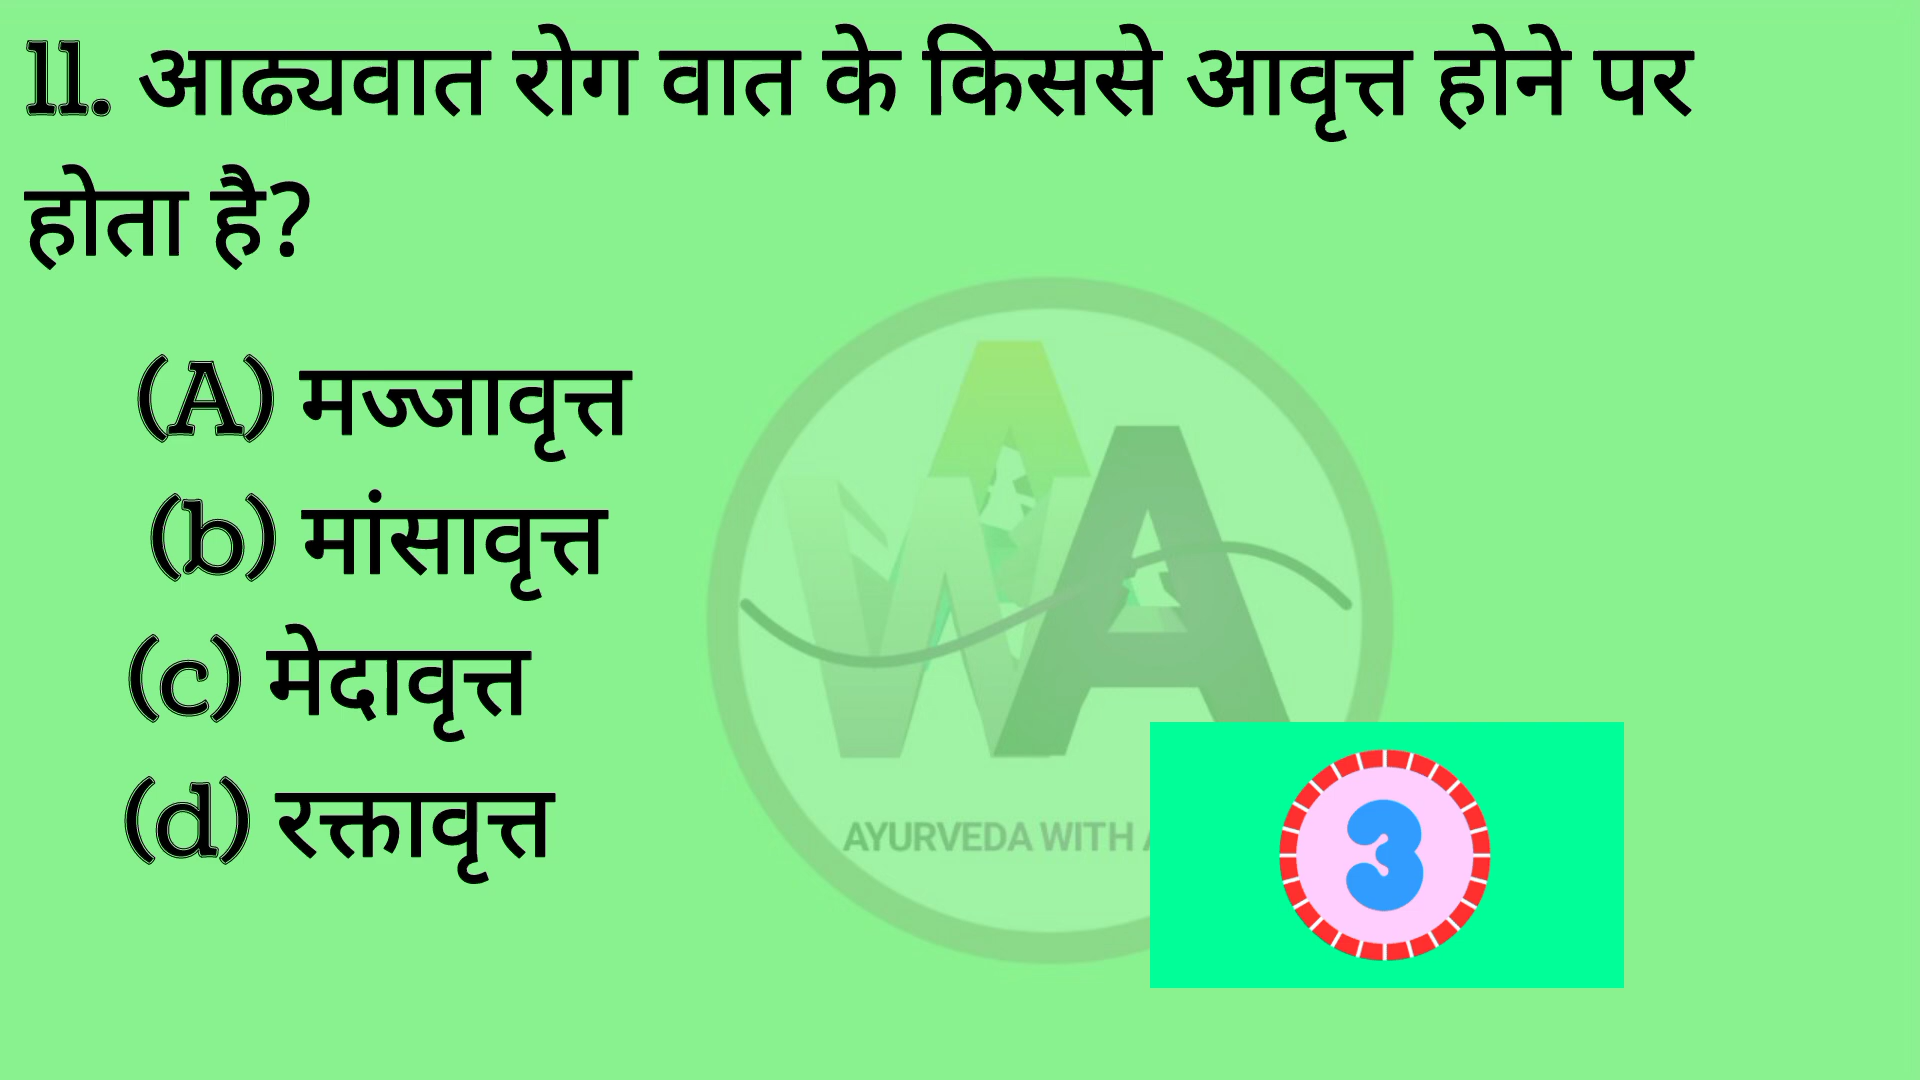 11. आढ्यवात रोग वात के किससे आवृत्त होने पर
होता है?
(A) मज्जावृत्त
(b) मांसावृत्त
(c) मेदावृत्त
(d) रक्तावृत्त
AYURVEDA WITH
3